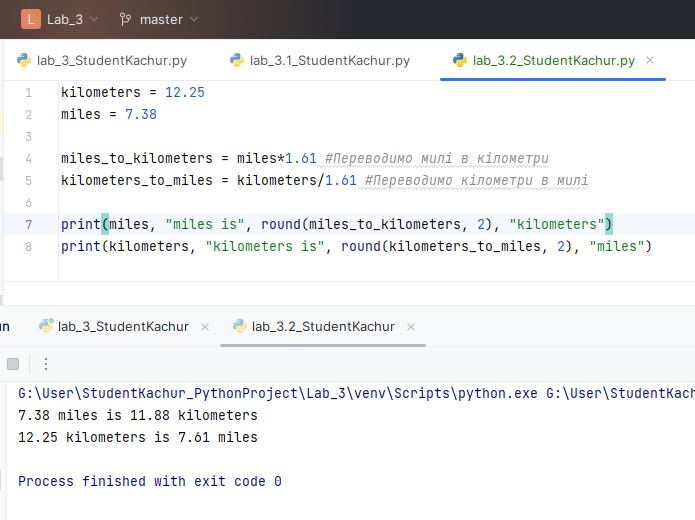 L Lab_3 master
lab_3_StudentKachur.py lab_3.1_StudentKachur.py lab_3.2_StudentKachur.py
1 kilometers = 12.25
2 miles = 7.38
3
4 miles_to_kilometers = miles*1.61 #Переводимо милі в кілометри
5 kilometers_to_miles = kilometers/1.61 #Переводимо кілометри в милі
6
7 print(miles, "miles is", round(miles_to_kilometers, 2), "kilometers")
8 print(kilometers, "kilometers is", round(kilometers_to_miles, 2), "miles")
lab_3_StudentKachur lab_3.2_StudentKachur
G:\User\StudentKachur_PythonProject\Lab_3\venv\Scripts\python.exe G:\User\StudentKach
7.38 miles is 11.88 kilometers
12.25 kilometers is 7.61 miles
Process finished with exit code 0